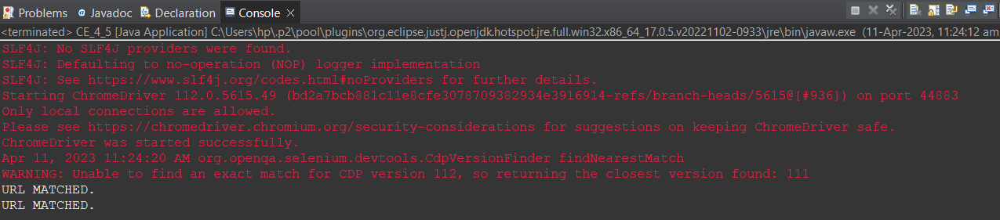 Problems @ Javadoc Declaration Console
<terminated> CE_4_5 [Java Application] C:\Users\hp\.p2\pool\plugins\org.eclipse.justj.openjdk.hotspot.jre.full.win32.x86_64_17.0.5.v20221102-0933\jre\bin\javaw.exe (11-Apr-2023, 11:24:12 am
SLF4J: No SLF4J providers were found.
SLF4J: Defaulting to no-operation (NOP) logger implementation
SLF4J: See https://www.slf4j.org/codes.html#noProviders for further details.
Starting ChromeDriver 112.0.5615.49 (bd2a7bcb881c11e8cfe3078709382934e3916914-refs/branch-heads/5615@{#936}) on port 44883
Only local connections are allowed.
Please see https://chromedriver.chromium.org/security-considerations for suggestions on keeping ChromeDriver safe.
ChromeDriver was started successfully.
Apr 11, 2023 11:24:20 AM org.openqa.selenium.devtools.CdpVersionFinder findNearestMatch
WARNING: Unable to find an exact match for CDP version 112, so returning the closest version found: 111
URL MATCHED.
URL MATCHED.